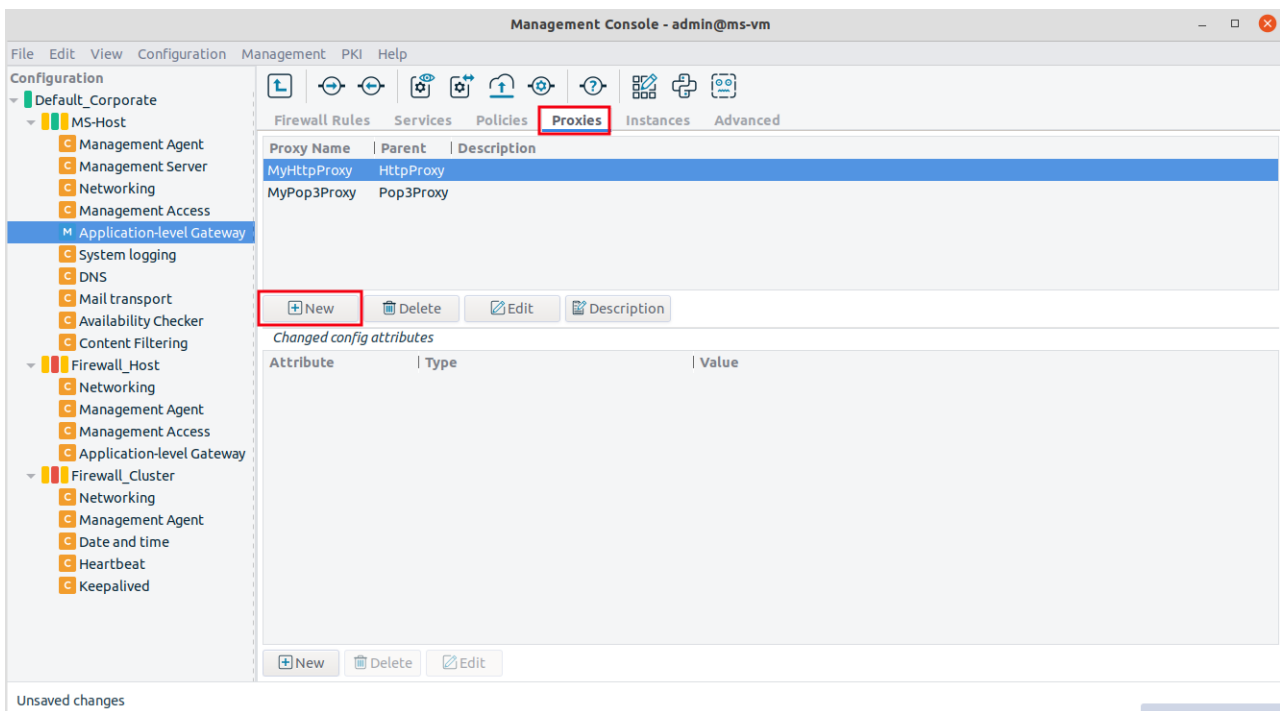 Management Console - admin@ms-vm
File Edit View Configuration Management PKI Help
Configuration
Default_Corporate
MS-Host
C Management Agent
C Management Server
C Networking
C Management Access
M Application-level Gateway
C System logging
C DNS
C Mail transport
C Availability Checker
C Content Filtering
Firewall_Host
C Networking
C Management Agent
C Management Access
C Application-level Gateway
Firewall_Cluster
C Networking
C Management Agent
C Date and time
C Heartbeat
C Keepalived
Firewall Rules Services Policies Proxies Instances Advanced
Proxy Name Parent Description
MyHttpProxy HttpProxy
MyPop3Proxy Pop3Proxy
New Delete Edit Description
Changed config attributes
Attribute Type Value
New Delete Edit
Unsaved changes